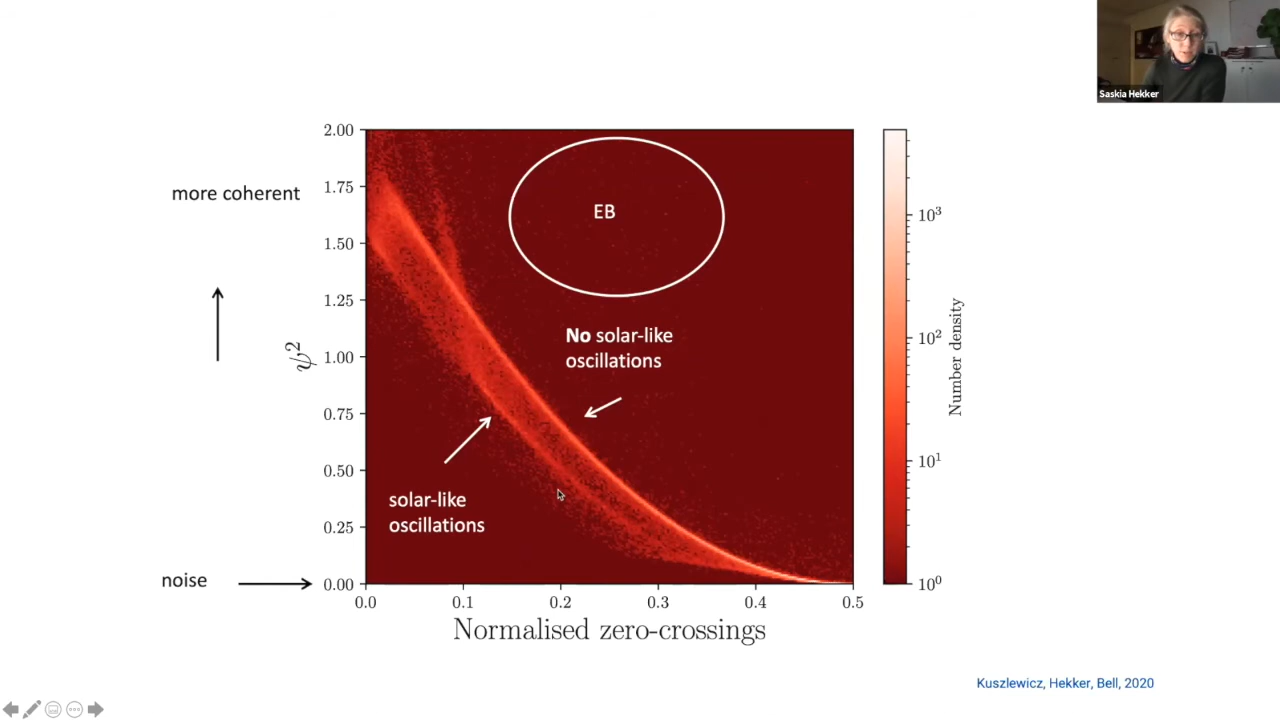 Saskia Hekker
more coherent
noise
ψ²
2.00
1.75
1.50
1.25
1.00
0.75
0.50
0.25
0.00
EB
No solar-like
oscillations
solar-like
oscillations
0.0 0.1 0.2 0.3 0.4 0.5
Normalised zero-crossings
10³
10²
10¹
10⁰
Number density
Kuszlewicz, Hekker, Bell, 2020